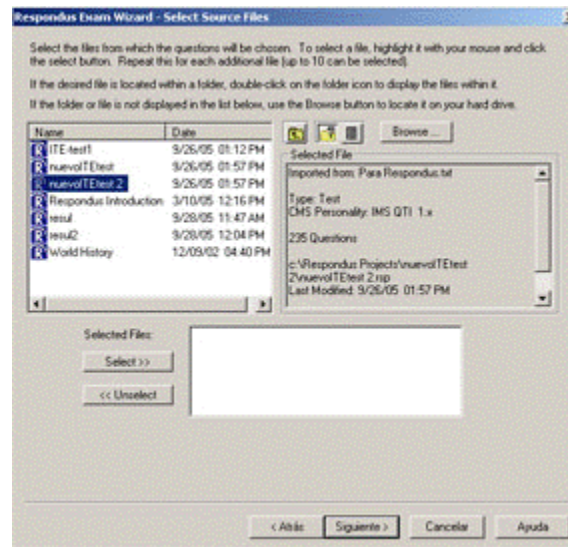 Respondus Exam Wizard - Select Source Files
Select the files from which the questions will be chosen. To select a file, highlight it with your mouse and click
the select button. Repeat this for each additional file (up to 10 can be selected).
If the desired file is located within a folder, double-click on the folder icon to display the files within it.
If the folder or file is not displayed in the list below, use the Browse button to locate it on your hard drive.
Name Date
ITE-test1 9/26/05 01:12 PM
nuevoITEtest 9/26/05 01:57 PM
nuevoITEtest 2 9/26/05 01:57 PM
Respondus Introduction 3/10/05 12:16 PM
resul 9/28/05 11:47 AM
resul2 9/28/05 12:04 PM
World History 12/09/02 04:40 PM
Browse ...
Selected File
Imported from: Para Respondus.txt
Type: Test
CMS Personality: IMS QTI 1.x
235 Questions
c:\Respondus Projects\nuevoITEtest
2\nuevoITEtest 2.rsp
Last Modified: 9/26/05 01:57 PM
Selected Files:
Select >>
<< Unselect
< Atrás
Siguiente >
Cancelar
Ayuda